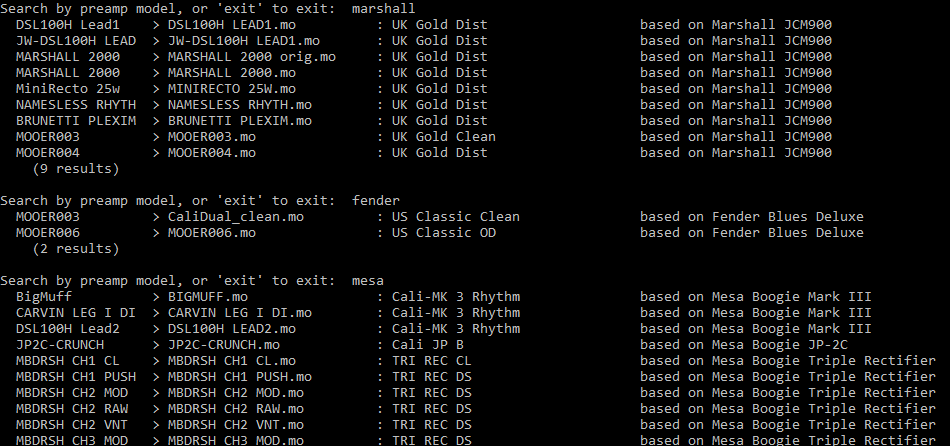 Search by preamp model, or 'exit' to exit:  marshall
  DSL100H Lead1    > DSL100H LEAD1.mo          : UK Gold Dist                   based on Marshall JCM900
  JW-DSL100H LEAD  > JW-DSL100H LEAD1.mo       : UK Gold Dist                   based on Marshall JCM900
  MARSHALL 2000    > MARSHALL 2000 orig.mo     : UK Gold Dist                   based on Marshall JCM900
  MARSHALL 2000    > MARSHALL 2000.mo          : UK Gold Dist                   based on Marshall JCM900
  MiniRecto 25w    > MINIRECTO 25W.mo          : UK Gold Dist                   based on Marshall JCM900
  NAMESLESS RHYTH  > NAMESLESS RHYTH.mo        : UK Gold Dist                   based on Marshall JCM900
  BRUNETTI PLEXIM  > BRUNETTI PLEXIM.mo        : UK Gold Dist                   based on Marshall JCM900
  MOOER003         > MOOER003.mo               : UK Gold Clean                  based on Marshall JCM900
  MOOER004         > MOOER004.mo               : UK Gold Dist                   based on Marshall JCM900
    (9 results)
Search by preamp model, or 'exit' to exit:  fender
  MOOER003         > CaliDual_clean.mo         : US Classic Clean               based on Fender Blues Deluxe
  MOOER006         > MOOER006.mo               : US Classic OD                  based on Fender Blues Deluxe
    (2 results)
Search by preamp model, or 'exit' to exit:  mesa
  BigMuff          > BIGMUFF.mo                : Cali-MK 3 Rhythm               based on Mesa Boogie Mark III
  CARVIN LEG I DI  > CARVIN LEG I DI.mo        : Cali-MK 3 Rhythm               based on Mesa Boogie Mark III
  DSL100H Lead2    > DSL100H LEAD2.mo          : Cali-MK 3 Rhythm               based on Mesa Boogie Mark III
  JP2C-CRUNCH      > JP2C-CRUNCH.mo            : Cali JP B                      based on Mesa Boogie JP-2C
  MBDRSH CH1 CL    > MBDRSH CH1 CL.mo          : TRI REC CL                     based on Mesa Boogie Triple Rectifier
  MBDRSH CH1 PUSH  > MBDRSH CH1 PUSH.mo        : TRI REC DS                     based on Mesa Boogie Triple Rectifier
  MBDRSH CH2 MOD   > MBDRSH CH2 MOD.mo         : TRI REC DS                     based on Mesa Boogie Triple Rectifier
  MBDRSH CH2 RAW   > MBDRSH CH2 RAW.mo         : TRI REC DS                     based on Mesa Boogie Triple Rectifier
  MBDRSH CH2 VNT   > MBDRSH CH2 VNT.mo         : TRI REC DS                     based on Mesa Boogie Triple Rectifier
  MBDRSH CH3 MOD   > MBDRSH CH3 MOD.mo         : TRI REC DS                     based on Mesa Boogie Triple Rectifier